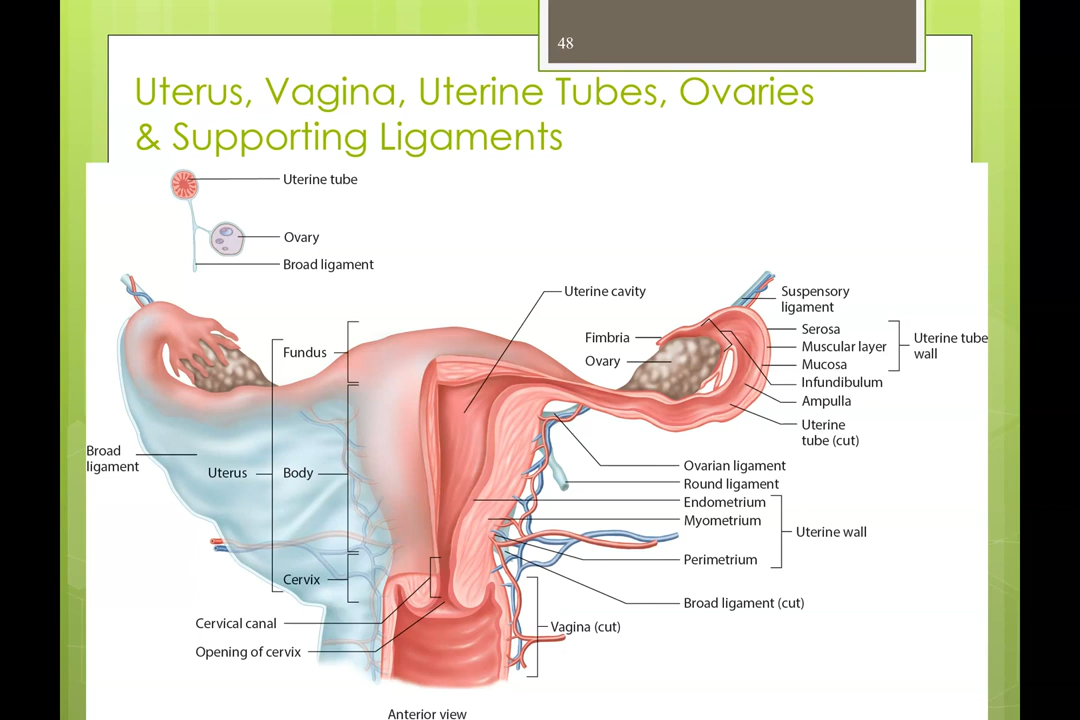 48
Uterus, Vagina, Uterine Tubes, Ovaries
& Supporting Ligaments
Uterine tube
Ovary
Broad ligament
Uterine cavity
Suspensory
ligament
Fimbria
Ovary
Serosa
Muscular layer
Mucosa
Uterine tube
wall
Infundibulum
Ampulla
Uterine
tube (cut)
Fundus
Broad
ligament
Uterus
Body
Ovarian ligament
Round ligament
Endometrium
Myometrium
Uterine wall
Perimetrium
Cervix
Broad ligament (cut)
Cervical canal
Vagina (cut)
Opening of cervix
Anterior view